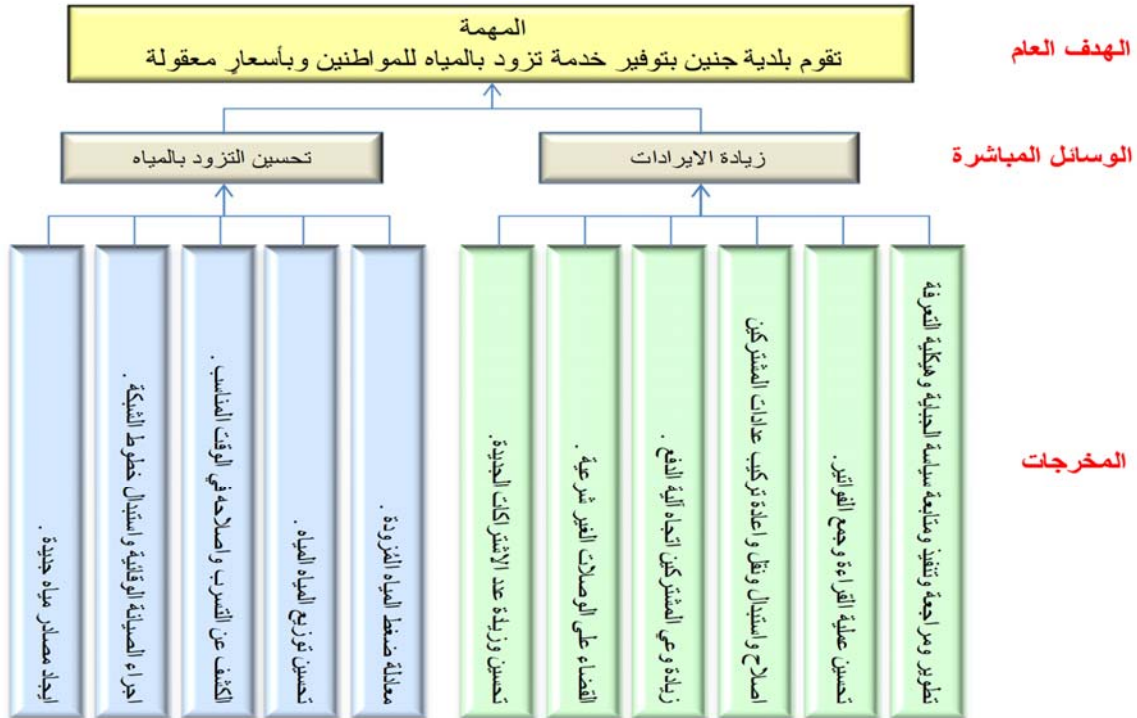 الهدف العام
المهمة
تقوم بلدية جنين بتوفير خدمة تزود بالمياه للمواطنين وبأسعارٍ معقولة
الوسائل المباشرة
زيادة الايرادات
تحسين التزود بالمياه
المخرجات
تطوير ومراجعة وتنفيذ ومتابعة سياسة الجباية وهيكلية التعرفة
تحسين عملية القراءة وجمع الفواتير.
اصلاح واستبدال ونقل واعادة تركيب عدادات المشتركين
زيادة وعي المشتركين اتجاه آلية الدفع .
القضاء على الوصلات الغير شرعية .
تحسين وزيادة عدد الاشتراكات الجديدة.
معادلة ضغط المياه المزودة .
تحسين توزيع المياه المياه .
الكشف عن التسرب واصلاحه في الوقت المناسب .
اجراء الصيانة الوقائية واستبدال خطوط الشبكة .
ايجاد مصادر مياه جديدة .